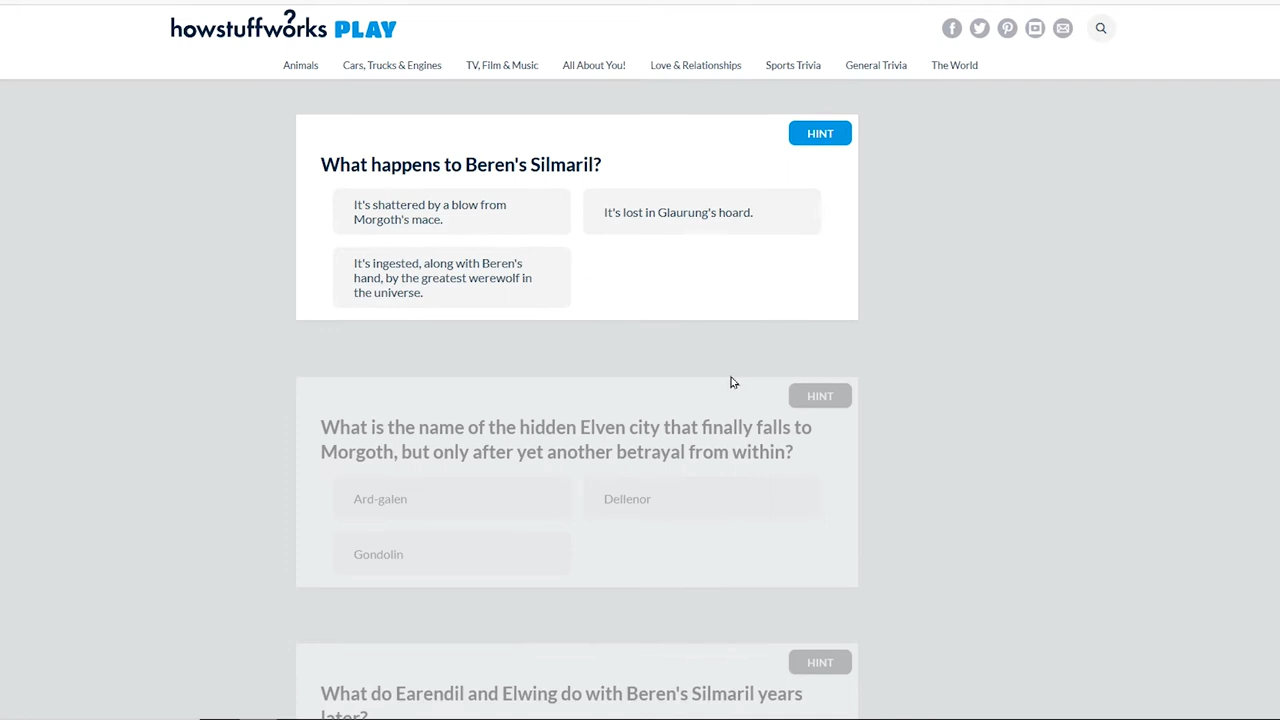 howstuffworks PLAY
Animals Cars, Trucks & Engines TV, Film & Music All About You! Love & Relationships Sports Trivia General Trivia The World
HINT
What happens to Beren's Silmaril?
It's shattered by a blow from
Morgoth's mace.
It's lost in Glaurung's hoard.
It's ingested, along with Beren's
hand, by the greatest werewolf in
the universe.
HINT
What is the name of the hidden Elven city that finally falls to
Morgoth, but only after yet another betrayal from within?
Ard-galen
Dellenor
Gondolin
HINT
What do Earendil and Elwing do with Beren's Silmaril years
later?